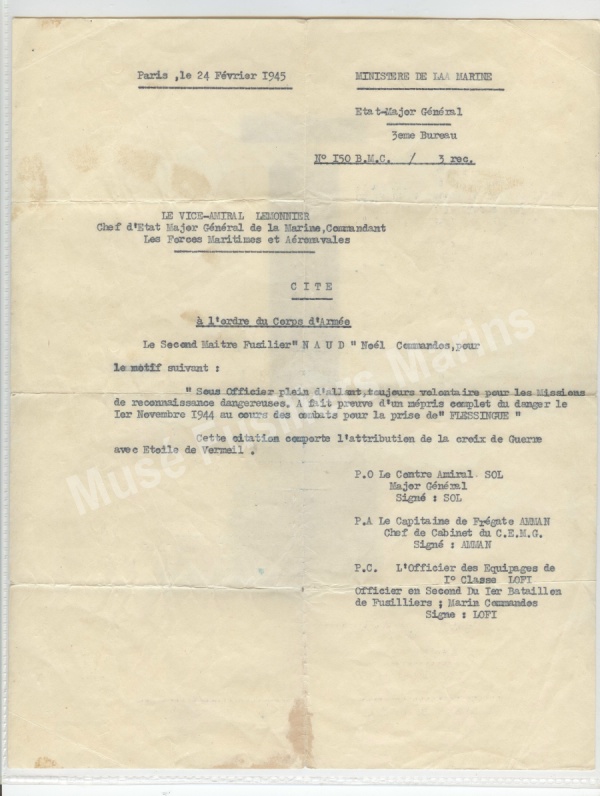 Paris ,le 24 Février 1945
MINISTERE DE LAA MARINE
Etat-Major Général
3eme Bureau
N° 150 B.M.C. / 3 rec.
LE VICE-AMIRAL LEMONNIER
Chef d'Etat Major Général de la Marine,Commandant
Les Forces Maritimes et Aéronavales
C I T E
à l'ordre du Corps d'Armée
Le Second Maitre Fusilier" N A U D " Noél Commandos,pour
le motif suivant :
" Sous Officier plein d'allant,toujours volontaire pour les Missions
de reconnaissance dangereuses. A fait preuve d'un mépris complet du danger le
1er Novembre 1944 au cours des combats pour la prise de" FLESSINGUE "
Cette citation comporte l'attribution de la croix de Guerre
avec Etoile de Vermeil .
P.O Le Contre Amiral SOL
Major Général
Signé : SOL
P.A Le Capitaine de Frégate AMMAN
Chef de Cabinet du C.E.M.G.
Signé : AMMAN
P.C. L'Officier des Equipages de
I° Classe LOFI
Officier en Second Du Ier Bataillon
de Fusilliers ; Marin Commandos
Signe : LOFI
Marins